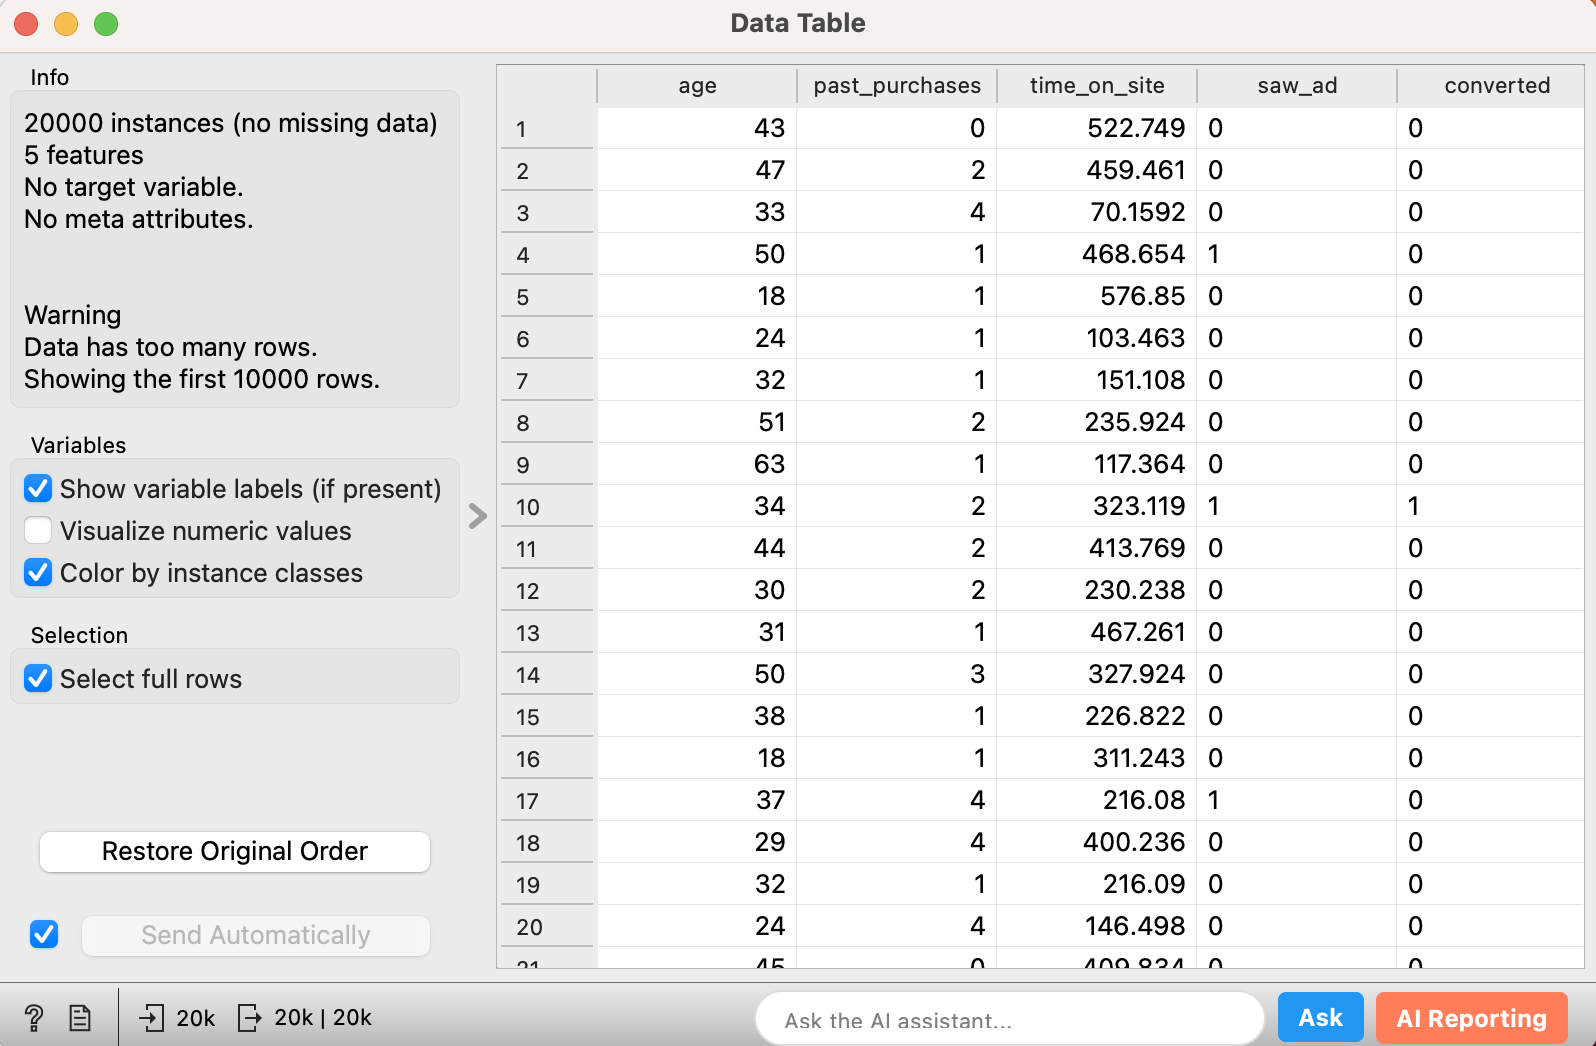 Data Table
Info
20000 instances (no missing data)
5 features
No target variable.
No meta attributes.
Warning
Data has too many rows.
Showing the first 10000 rows.
Variables
Show variable labels (if present)
Visualize numeric values
Color by instance classes
Selection
Select full rows
Restore Original Order
Send Automatically
age past_purchases time_on_site saw_ad converted
1 43 0 522.749 0 0
2 47 2 459.461 0 0
3 33 4 70.1592 0 0
4 50 1 468.654 1 0
5 18 1 576.85 0 0
6 24 1 103.463 0 0
7 32 1 151.108 0 0
8 51 2 235.924 0 0
9 63 1 117.364 0 0
10 34 2 323.119 1 1
11 44 2 413.769 0 0
12 30 2 230.238 0 0
13 31 1 467.261 0 0
14 50 3 327.924 0 0
15 38 1 226.822 0 0
16 18 1 311.243 0 0
17 37 4 216.08 1 0
18 29 4 400.236 0 0
19 32 1 216.09 0 0
20 24 4 146.498 0 0
21 45 0 409.834 0 0
? 20k 20k | 20k
Ask the AI assistant...
Ask
AI Reporting